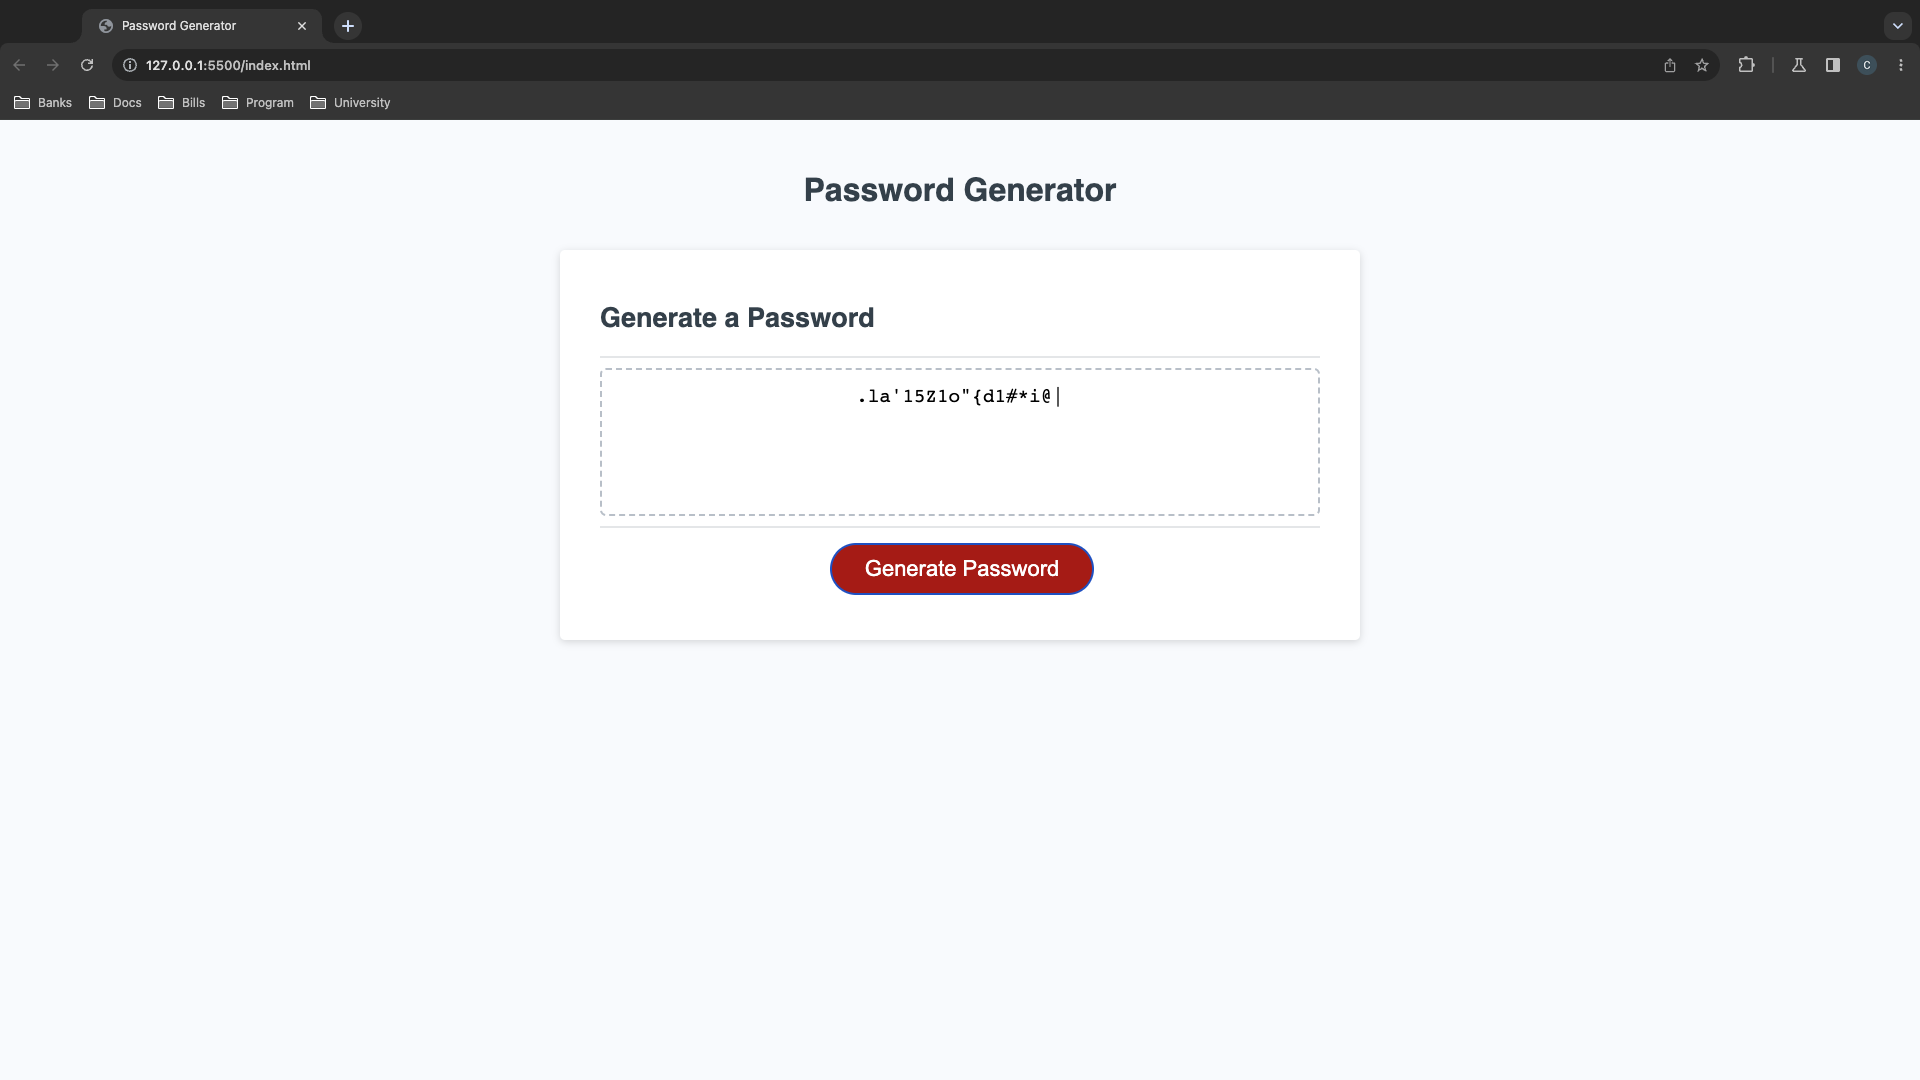 Password Generator
127.0.0.1:5500/index.html
C
Banks
Docs
Bills
Program
University
Password Generator
Generate a Password
.la'15Z1o"{d1#*i@|
Generate Password